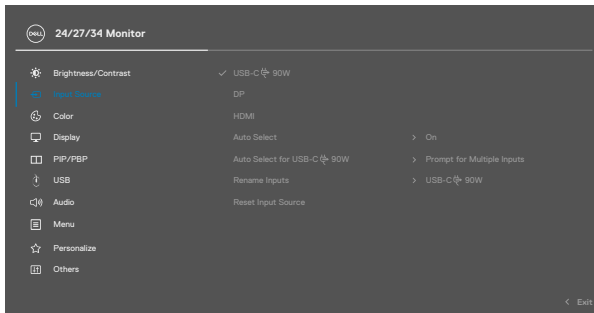 DELL 24/27/34 Monitor
Brightness/Contrast ✓ USB-C 90W
Input Source DP
Color HDMI
Display Auto Select > On
PIP/PBP Auto Select for USB-C 90W > Prompt for Multiple Inputs
USB Rename Inputs > USB-C 90W
Audio Reset Input Source
Menu
Personalize
Others
< Exit